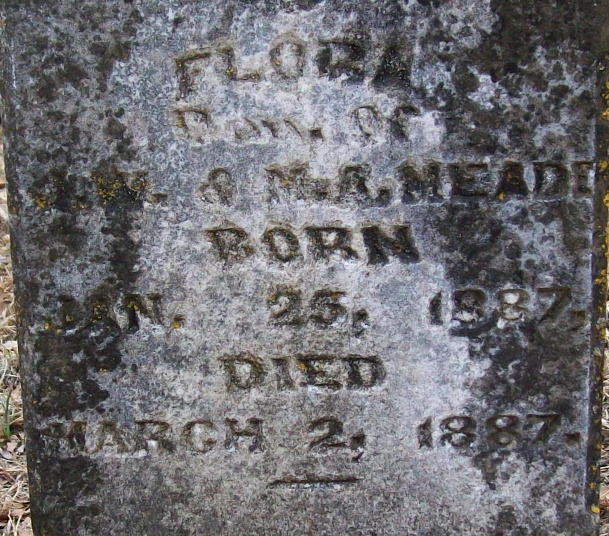 FLORA
Dau. of
J.W. & M.A. MEADE
BORN
JAN. 25, 1887.
DIED
MARCH 2, 1887.